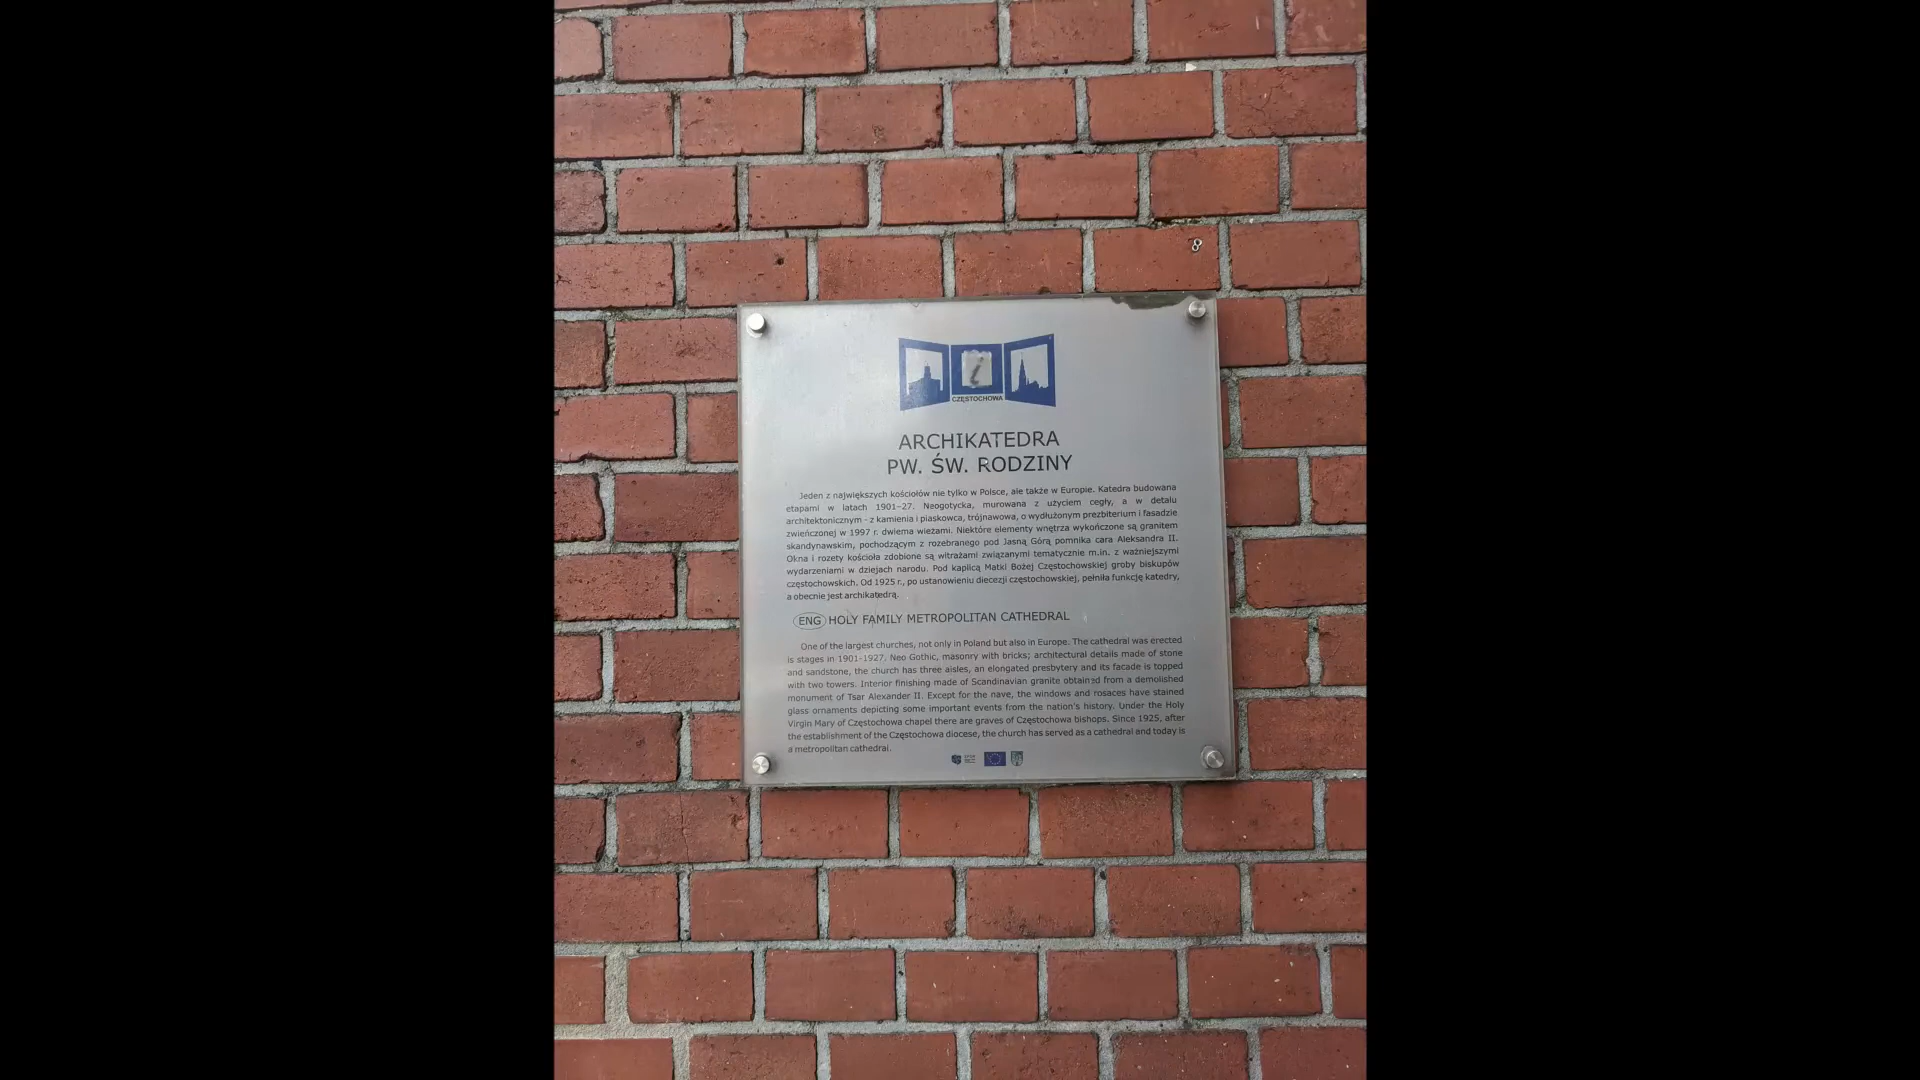 i
CZĘSTOCHOWA
ARCHIKATEDRA
PW. ŚW. RODZINY
Jeden z największych kościołów nie tylko w Polsce, ale także w Europie. Katedra budowana
etapami w latach 1901–27. Neogotycka, murowana z użyciem cegły, a w detalu
architektonicznym - z kamienia i piaskowca, trójnawowa, o wydłużonym prezbiterium i fasadzie
zwieńczonej w 1997 r. dwiema wieżami. Niektóre elementy wnętrza wykończone są granitem
skandynawskim, pochodzącym z rozebranego pod Jasną Górą pomnika cara Aleksandra II.
Okna i rozety kościoła zdobione są witrażami związanymi tematycznie m.in. z ważniejszymi
wydarzeniami w dziejach narodu. Pod kaplicą Matki Bożej Częstochowskiej groby biskupów
częstochowskich. Od 1925 r., po ustanowieniu diecezji częstochowskiej, pełniła funkcję katedry,
a obecnie jest archikatedrą.
ENG HOLY FAMILY METROPOLITAN CATHEDRAL
One of the largest churches, not only in Poland but also in Europe. The cathedral was erected
is stages in 1901-1927. Neo Gothic, masonry with bricks; architectural details made of stone
and sandstone, the church has three aisles, an elongated presbytery and its facade is topped
with two towers. Interior finishing made of Scandinavian granite obtained from a demolished
monument of Tsar Alexander II. Except for the nave, the windows and rosaces have stained
glass ornaments depicting some important events from the nation's history. Under the Holy
Virgin Mary of Częstochowa chapel there are graves of Częstochowa bishops. Since 1925, after
the establishment of the Częstochowa diocese, the church has served as a cathedral and today is
a metropolitan cathedral.